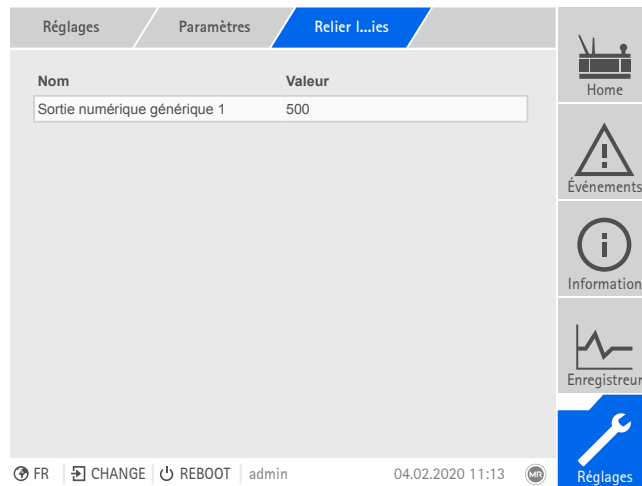 Réglages Paramètres Relier l...ies
Nom Valeur
Sortie numérique générique 1 500
Home
Événements
Information
Enregistreur
Réglages
FR CHANGE REBOOT admin 04.02.2020 11:13 MR